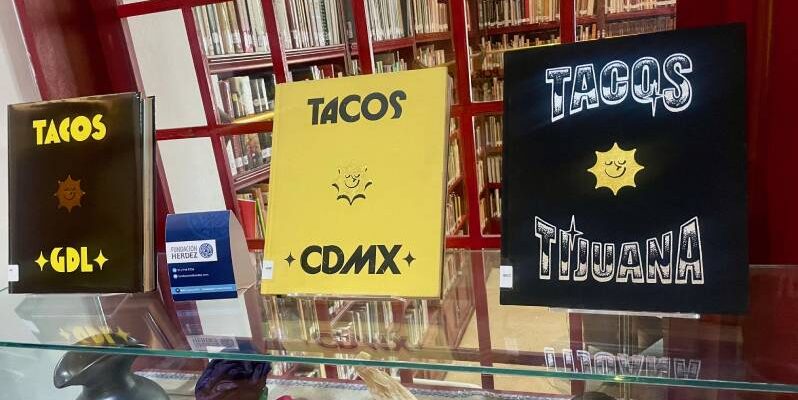 TACOS
GDL
FUNDACIÓN
HERDEZ
TACOS
CDMX
TACOS
TIJUANA